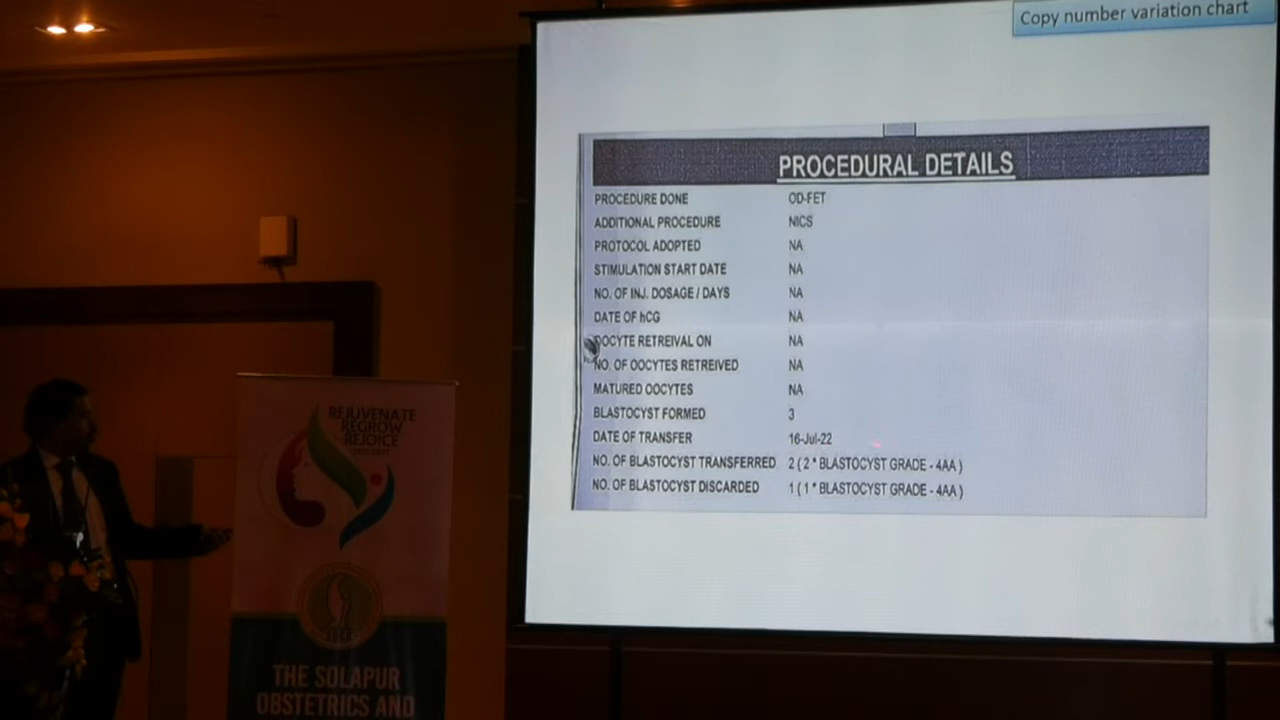 Copy number variation chart
PROCEDURAL DETAILS
PROCEDURE DONE OD-FET
ADDITIONAL PROCEDURE NICS
PROTOCOL ADOPTED NA
STIMULATION START DATE NA
NO. OF INJ. DOSAGE / DAYS NA
DATE OF hCG NA
OOCYTE RETREIVAL ON NA
NO. OF OOCYTES RETREIVED NA
MATURED OOCYTES NA
BLASTOCYST FORMED 3
DATE OF TRANSFER 16-Jul-22
NO. OF BLASTOCYST TRANSFERRED 2 ( 2 * BLASTOCYST GRADE - 4AA )
NO. OF BLASTOCYST DISCARDED 1 ( 1 * BLASTOCYST GRADE - 4AA )
REJUVENATE
REGROW
REJOICE
THE SOLAPUR
OBSTETRICS AND